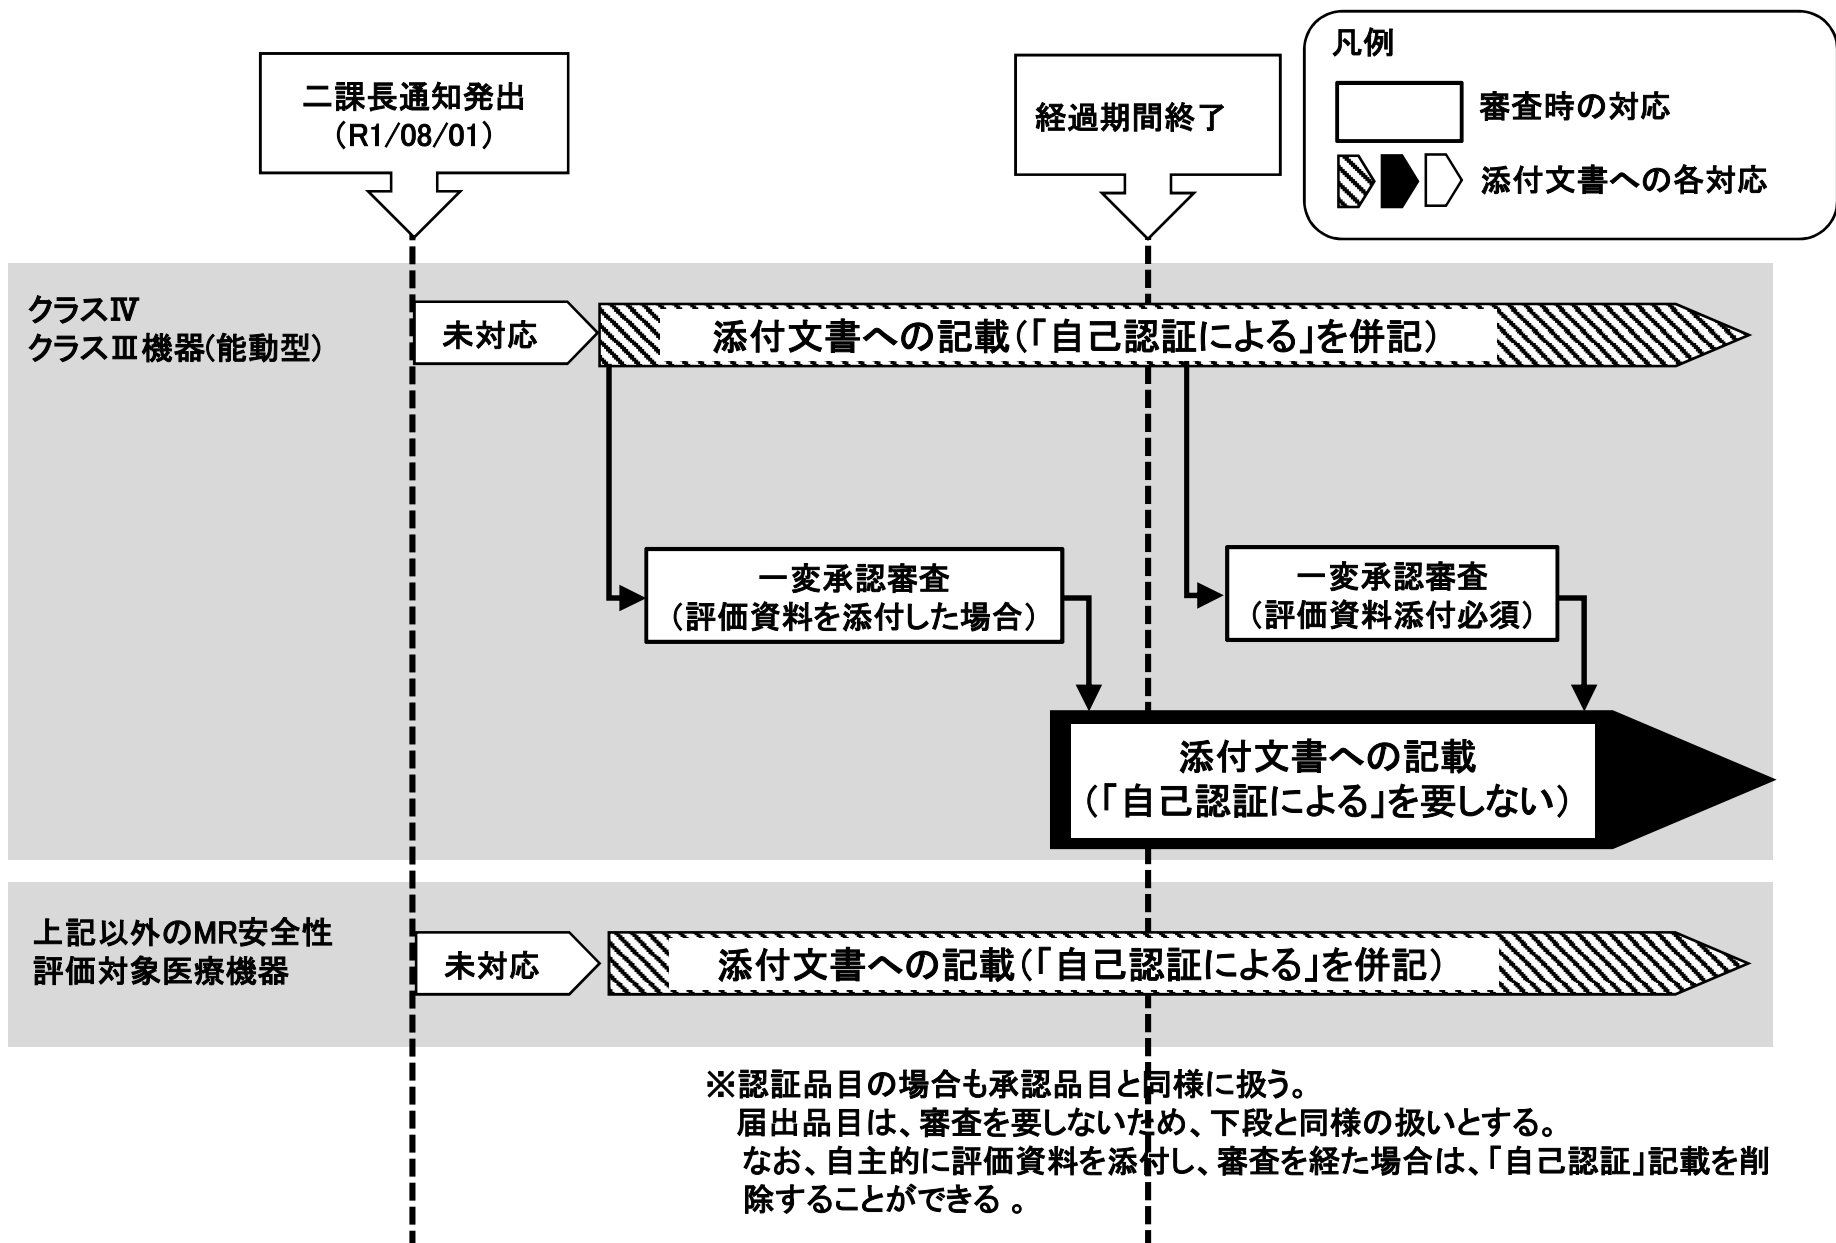 凡例
審査時の対応
添付文書への各対応
二課長通知発出
(R1/08/01)
経過期間終了
クラスⅣ
クラスⅢ機器(能動型)
未対応
添付文書への記載(「自己認証による」を併記)
一変承認審査
(評価資料を添付した場合)
一変承認審査
(評価資料添付必須)
添付文書への記載
(「自己認証による」を要しない)
上記以外のMR安全性
評価対象医療機器
未対応
添付文書への記載(「自己認証による」を併記)
※認証品目の場合も承認品目と同様に扱う。
届出品目は、審査を要しないため、下段と同様の扱いとする。
なお、自主的に評価資料を添付し、審査を経た場合は、「自己認証」記載を削
除することができる 。